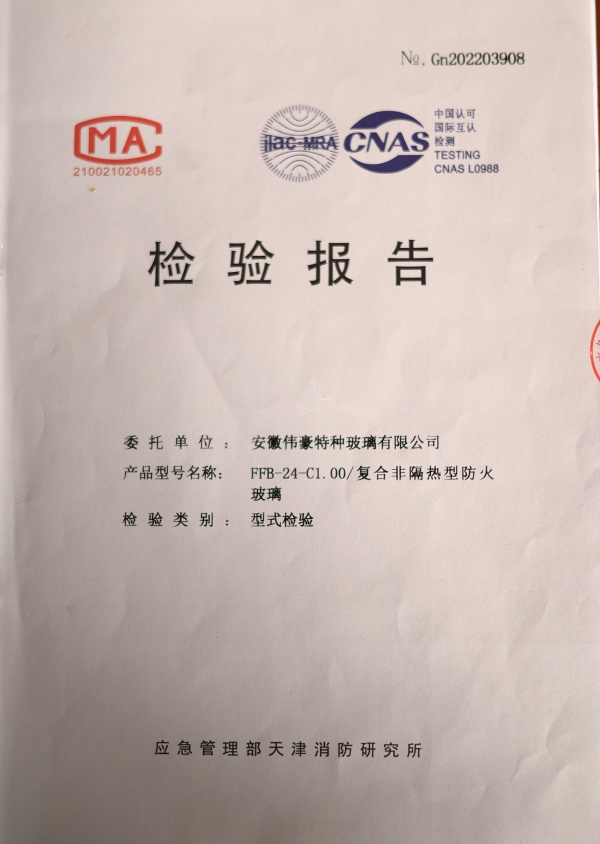 №. Gn202203908
MA
210021020465
ilac-MRA
CNAS
中国认可
国际互认
检测
TESTING
CNAS L0988
检验报告
委托单位： 安徽伟豪特种玻璃有限公司
产品型号名称： FFB-24-C1.00/复合非隔热型防火
玻璃
检验类别： 型式检验
应急管理部天津消防研究所